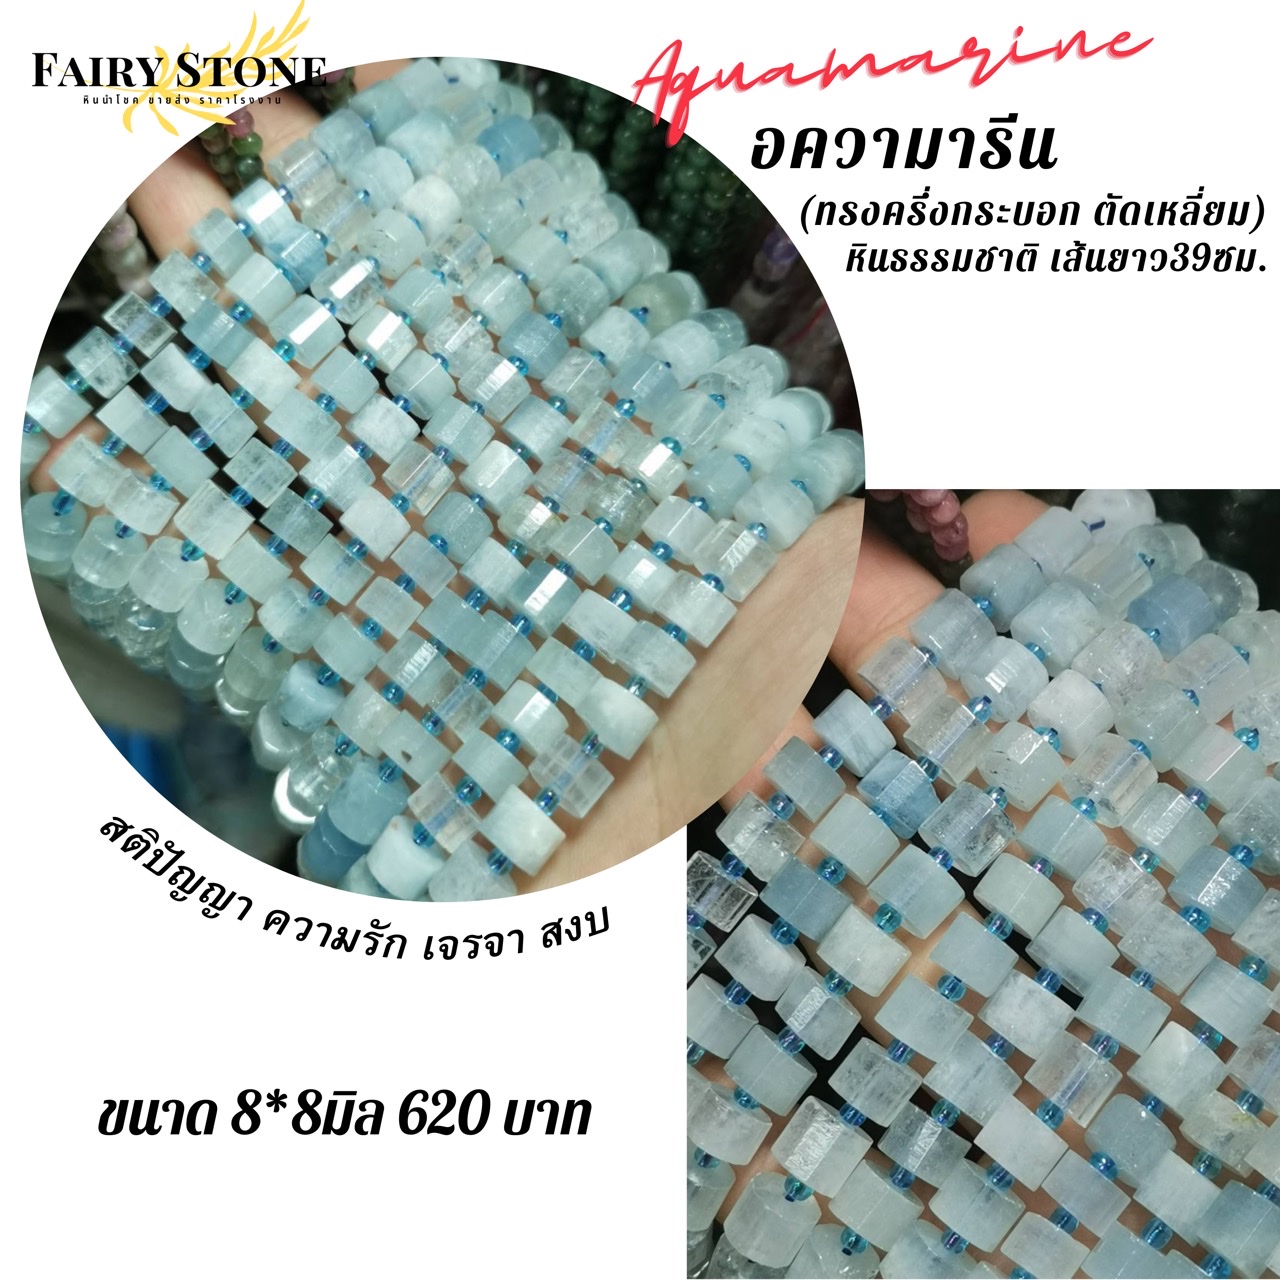 FAIRY STONE
หินนำโชค ขายส่ง ราคาโรงงาน
Aquamarine
อความารีน
(ทรงครึ่งกระบอก ตัดเหลี่ยม)
หินธรรมชาติ เส้นยาว39ซม.
สติปัญญา ความรัก เจรจา สงบ
ขนาด 8*8มิล 620 บาท